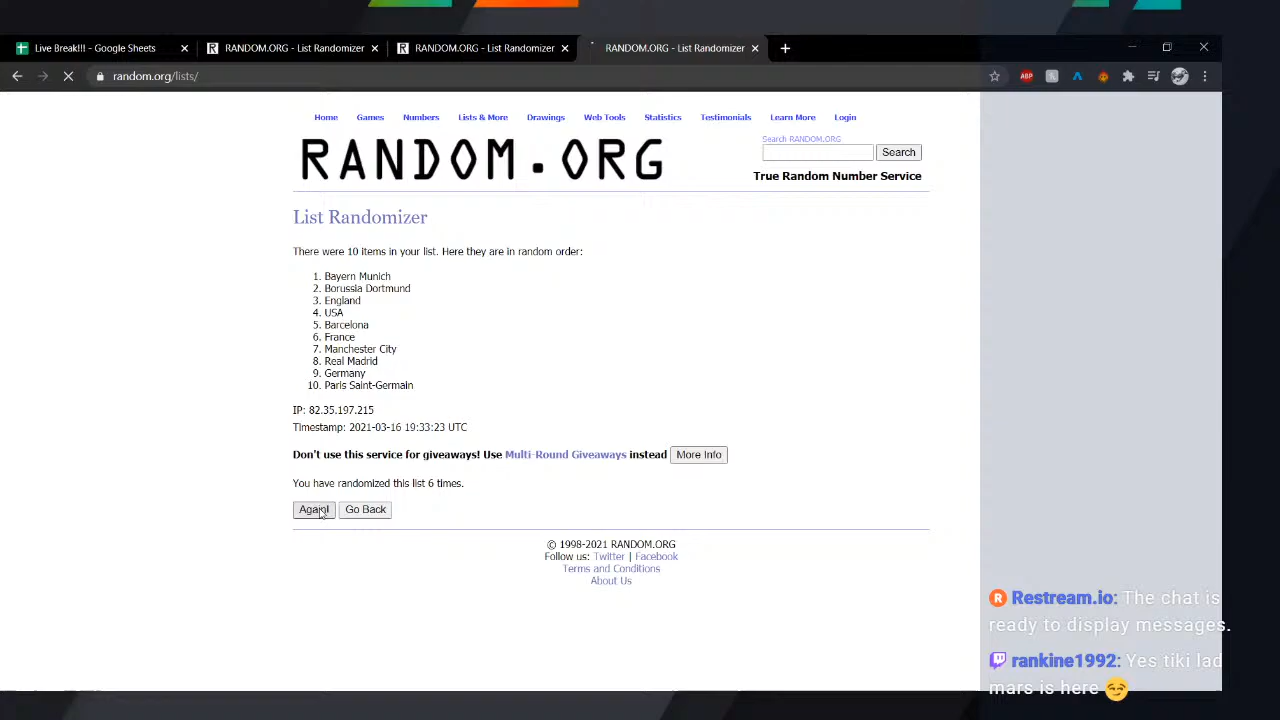 Live Break!!! - Google Sheets
RANDOM.ORG - List Randomizer
RANDOM.ORG - List Randomizer
RANDOM.ORG - List Randomizer
random.org/lists/
ABP
Home Games Numbers Lists & More Drawings Web Tools Statistics Testimonials Learn More Login
RANDOM.ORG
Search RANDOM.ORG
Search
True Random Number Service
List Randomizer
There were 10 items in your list. Here they are in random order:
1. Bayern Munich
2. Borussia Dortmund
3. England
4. USA
5. Barcelona
6. France
7. Manchester City
8. Real Madrid
9. Germany
10. Paris Saint-Germain
IP: 82.35.197.215
Timestamp: 2021-03-16 19:33:23 UTC
Don't use this service for giveaways! Use Multi-Round Giveaways instead More Info
You have randomized this list 6 times.
Again! Go Back
© 1998-2021 RANDOM.ORG
Follow us: Twitter | Facebook
Terms and Conditions
About Us
Restream.io: The chat is
ready to display messages.
rankine1992: Yes tiki lad
mars is here 😏